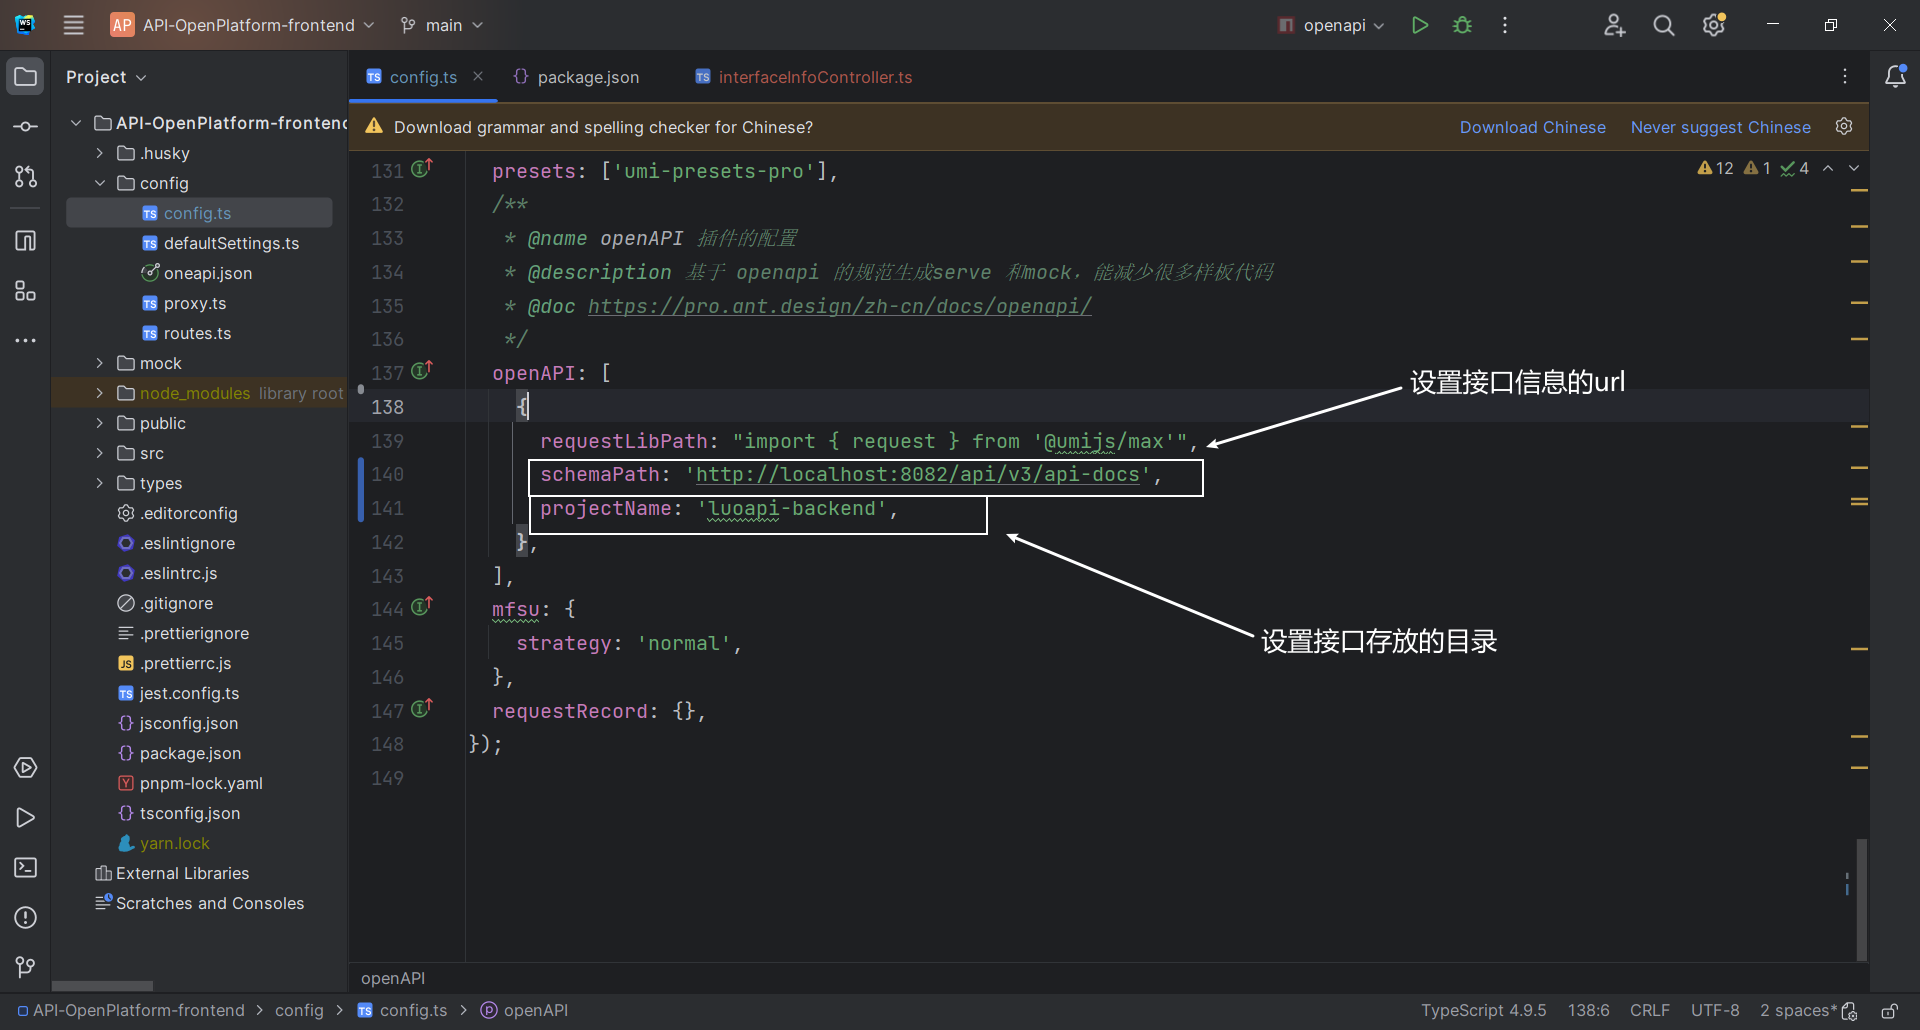 AP API-OpenPlatform-frontend main openapi
Project
config.ts package.json interfaceInfoController.ts
Download grammar and spelling checker for Chinese? Download Chinese Never suggest Chinese
API-OpenPlatform-frontend
.husky
config
config.ts
defaultSettings.ts
oneapi.json
proxy.ts
routes.ts
mock
node_modules library root
public
src
types
.editorconfig
.eslintignore
.eslintrc.js
.gitignore
.prettierignore
.prettierrc.js
jest.config.ts
jsconfig.json
package.json
pnpm-lock.yaml
tsconfig.json
yarn.lock
External Libraries
Scratches and Consoles
12 1 4
131 presets: ['umi-presets-pro'],
132 /**
133 * @name openAPI 插件的配置
134 * @description 基于 openapi 的规范生成serve 和mock，能减少很多样板代码
135 * @doc https://pro.ant.design/zh-cn/docs/openapi/
136 */
137 openAPI: [
设置接口信息的url
138 {
139 requestLibPath: "import { request } from '@umijs/max'",
140 schemaPath: 'http://localhost:8082/api/v3/api-docs',
141 projectName: 'luoapi-backend',
142 },
143 ],
144 mfsu: {
145 strategy: 'normal',
设置接口存放的目录
146 },
147 requestRecord: {},
148 });
149
openAPI
API-OpenPlatform-frontend config config.ts openAPI TypeScript 4.9.5 138:6 CRLF UTF-8 2 spaces*